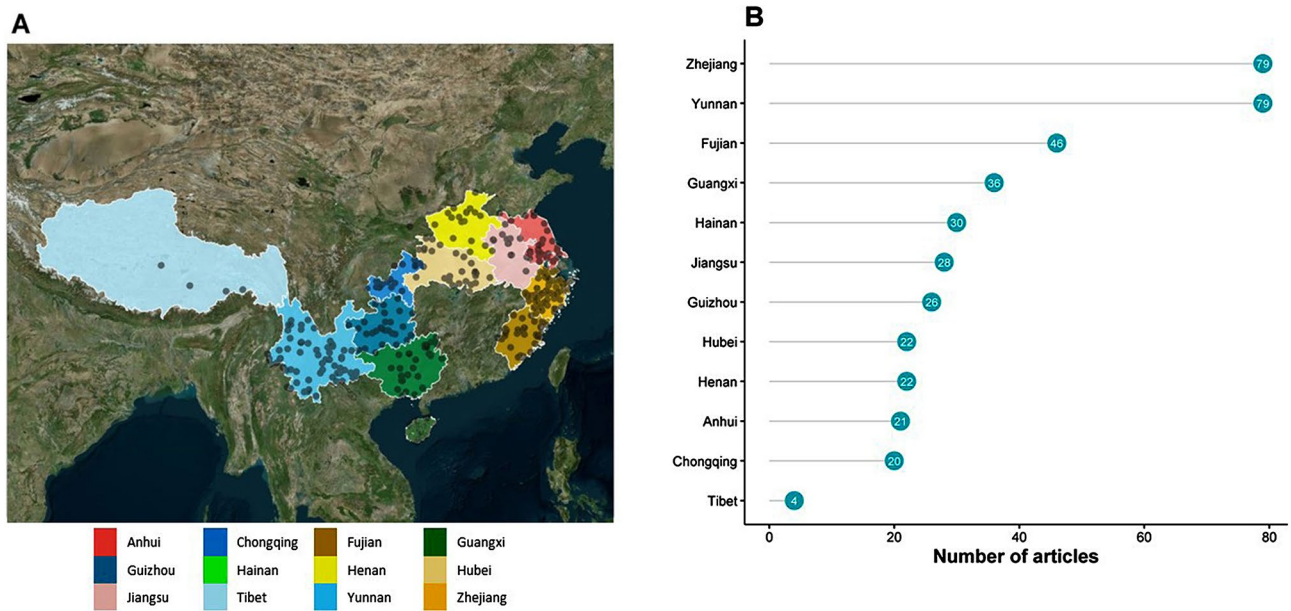 A
Anhui
Chongqing
Fujian
Guangxi
Guizhou
Hainan
Henan
Hubei
Jiangsu
Tibet
Yunnan
Zhejiang
B
Zhejiang 79
Yunnan 79
Fujian 46
Guangxi 36
Hainan 30
Jiangsu 28
Guizhou 26
Hubei 22
Henan 22
Anhui 21
Chongqing 20
Tibet 4
0 20 40 60 80
Number of articles